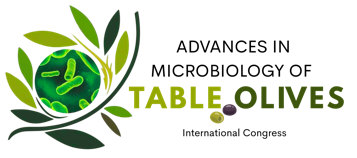 ADVANCES IN
MICROBIOLOGY OF
TABLE OLIVES
International Congress